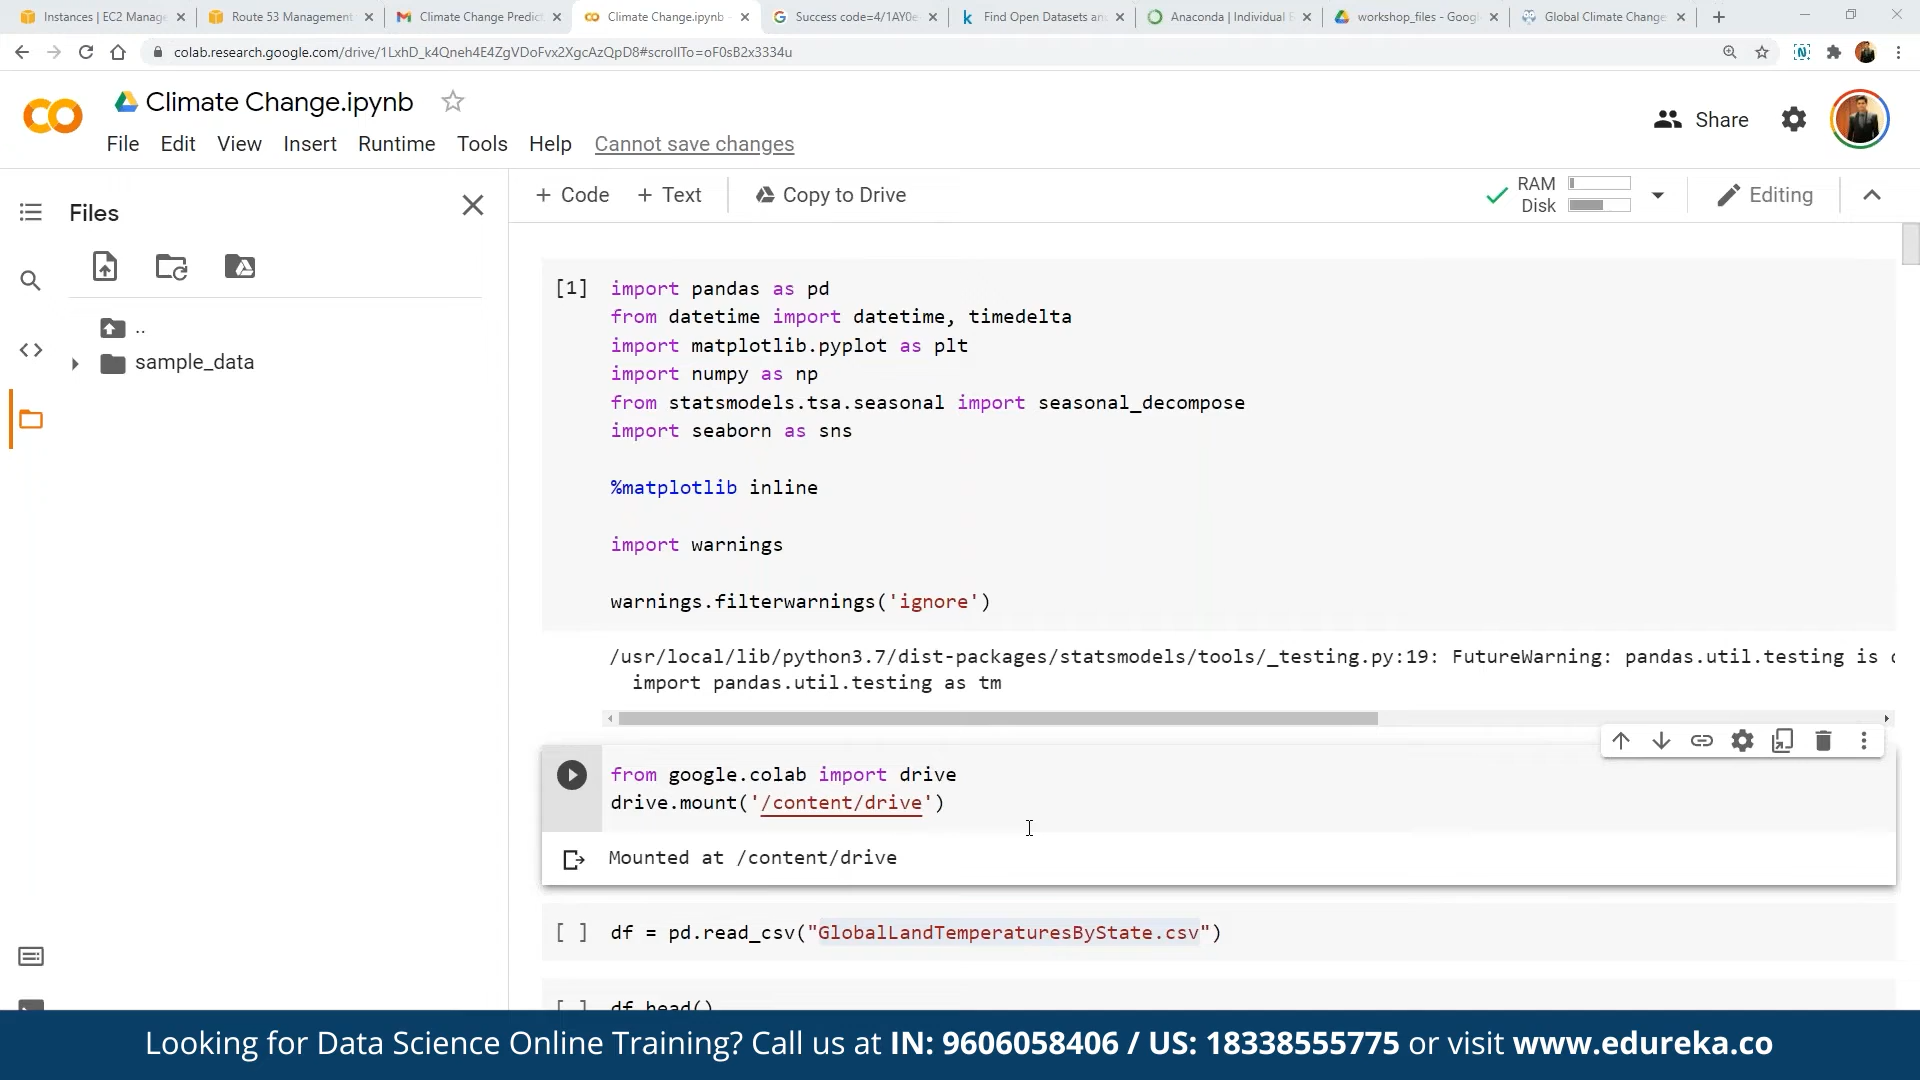 Instances | EC2 Manage
Route 53 Management
Climate Change Predict
Climate Change.ipynb -
Success code=4/1AY0e
Find Open Datasets an
Anaconda | Individual E
workshop_files - Googl
Global Climate Change
colab.research.google.com/drive/1LxhD_k4Qneh4E4ZgVDoFvx2XgcAzQpD8#scrollTo=oF0sB2x3334u
Climate Change.ipynb
File Edit View Insert Runtime Tools Help Cannot save changes
Share
Files
+ Code + Text Copy to Drive
RAM
Disk
Editing
..
sample_data
[1] import pandas as pd
from datetime import datetime, timedelta
import matplotlib.pyplot as plt
import numpy as np
from statsmodels.tsa.seasonal import seasonal_decompose
import seaborn as sns
%matplotlib inline
import warnings
warnings.filterwarnings('ignore')
/usr/local/lib/python3.7/dist-packages/statsmodels/tools/_testing.py:19: FutureWarning: pandas.util.testing is
import pandas.util.testing as tm
from google.colab import drive
drive.mount('/content/drive')
Mounted at /content/drive
[ ] df = pd.read_csv("GlobalLandTemperaturesByState.csv")
[ ] df.head()
Looking for Data Science Online Training? Call us at IN: 9606058406 / US: 18338555775 or visit www.edureka.co